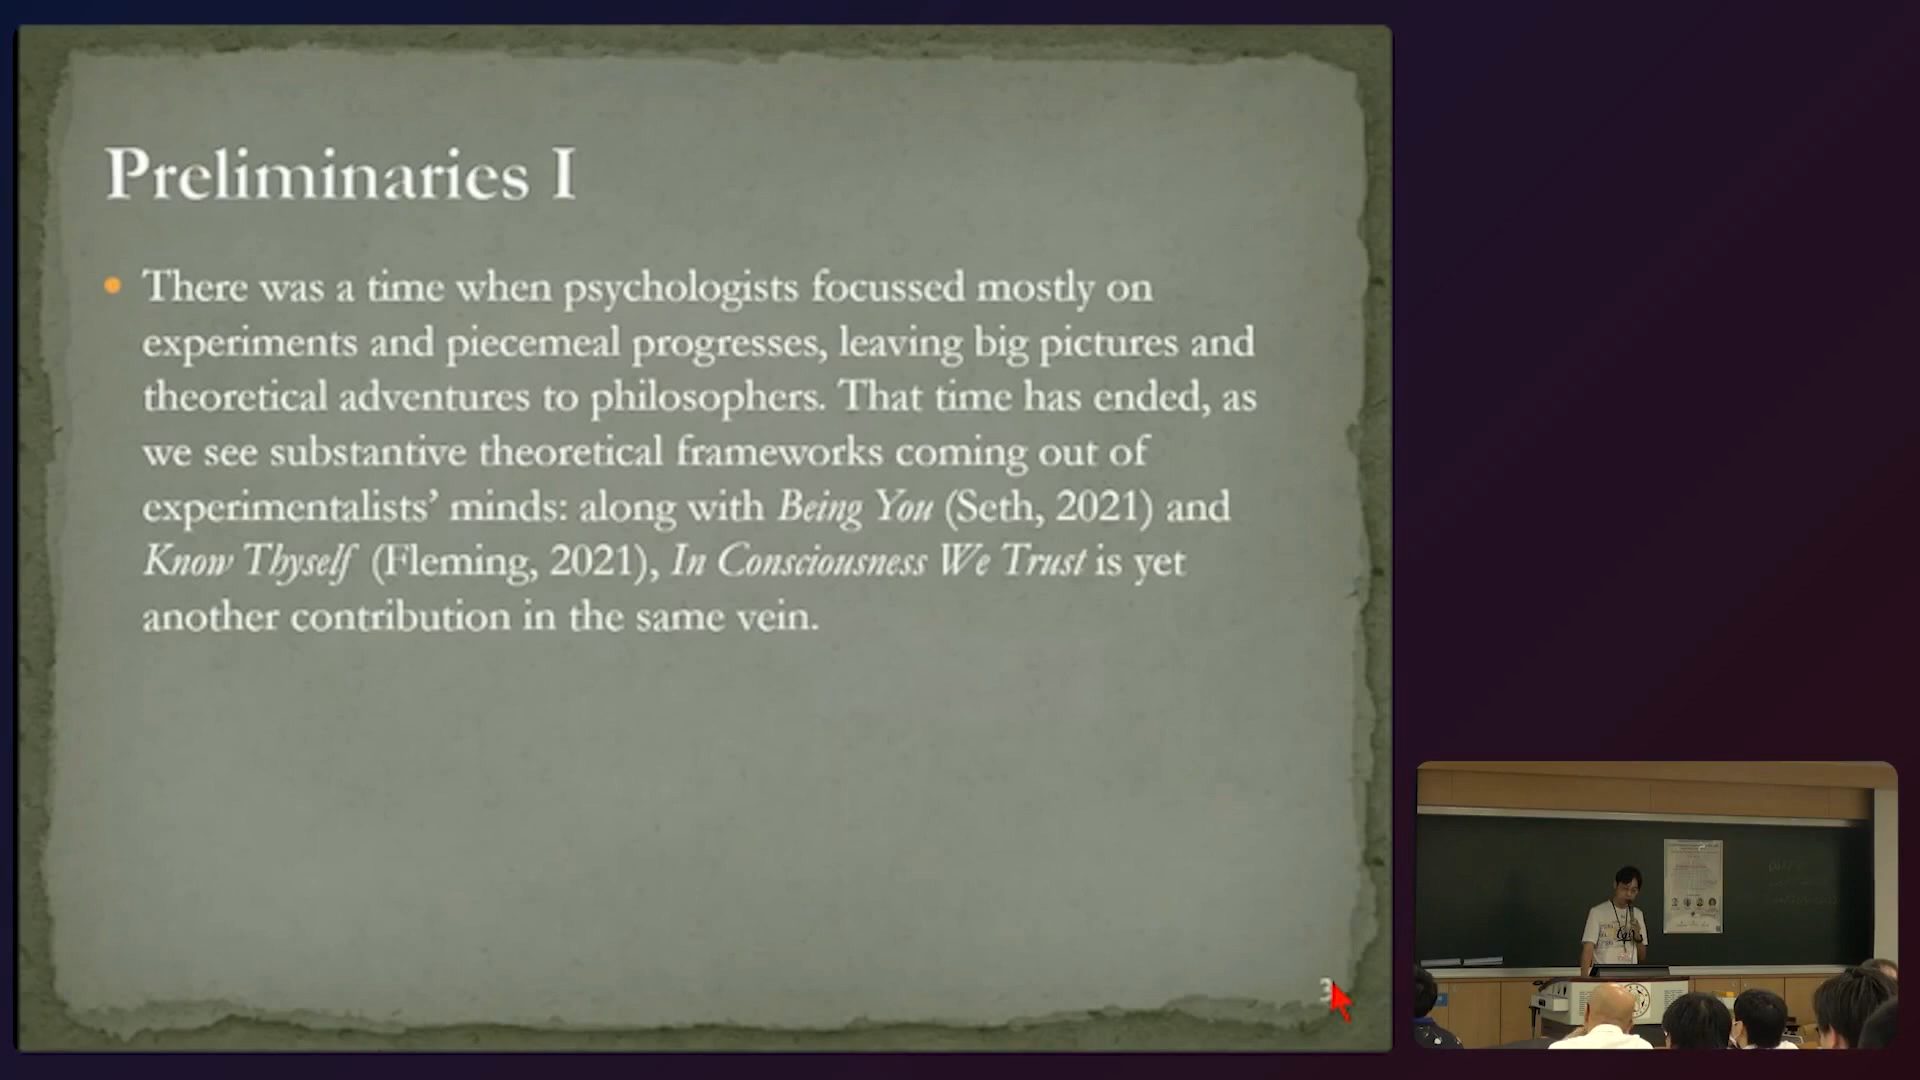 Preliminaries I
• There was a time when psychologists focussed mostly on
experiments and piecemeal progresses, leaving big pictures and
theoretical adventures to philosophers. That time has ended, as
we see substantive theoretical frameworks coming out of
experimentalists’ minds: along with Being You (Seth, 2021) and
Know Thyself (Fleming, 2021), In Consciousness We Trust is yet
another contribution in the same vein.
3